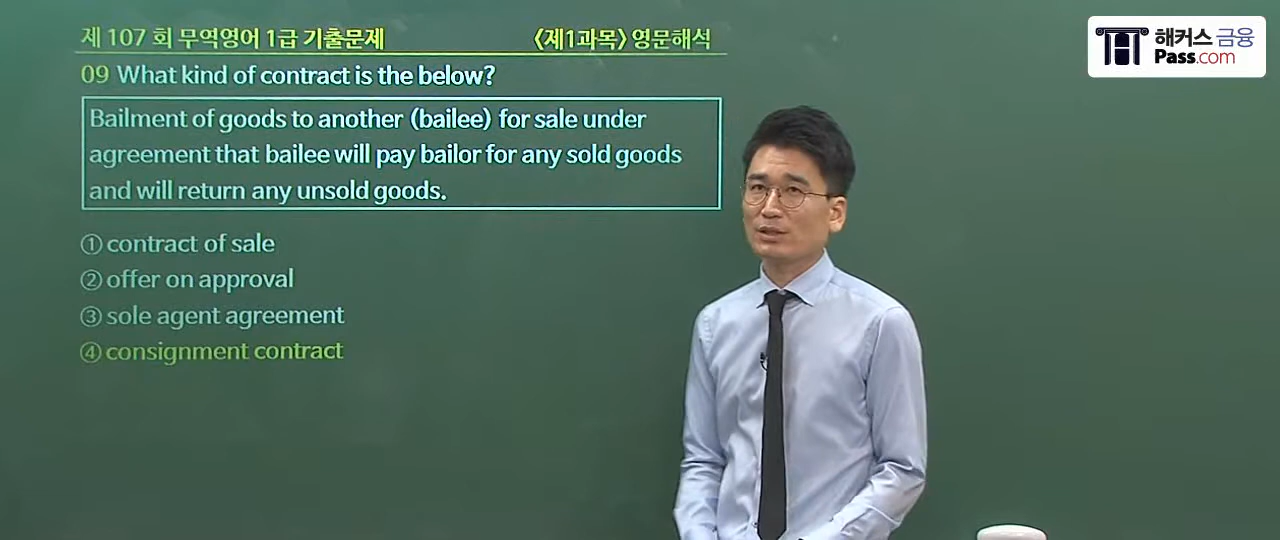 제 107 회 무역영어 1급 기출문제
〈제1과목〉 영문해석
해커스 금융
Pass.com
09 What kind of contract is the below?
Bailment of goods to another (bailee) for sale under
agreement that bailee will pay bailor for any sold goods
and will return any unsold goods.
① contract of sale
② offer on approval
③ sole agent agreement
④ consignment contract